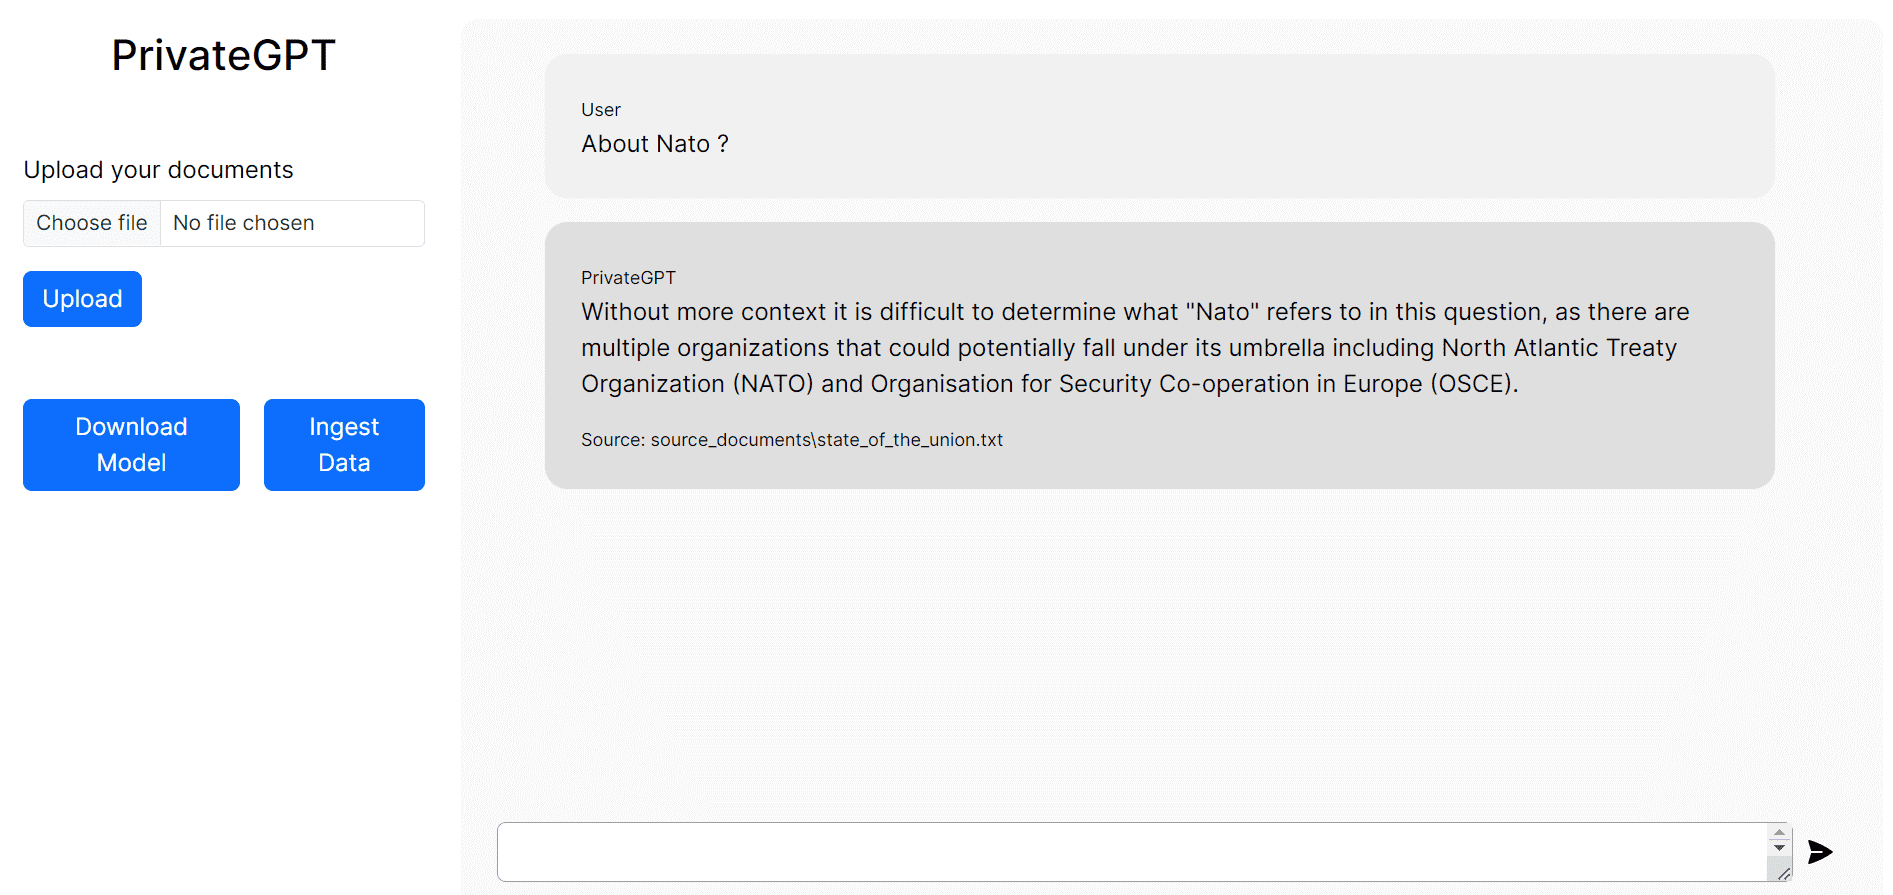 PrivateGPT
Upload your documents
Choose file No file chosen
Upload
Download
Model
Ingest
Data
User
About Nato ?
PrivateGPT
Without more context it is difficult to determine what "Nato" refers to in this question, as there are
multiple organizations that could potentially fall under its umbrella including North Atlantic Treaty
Organization (NATO) and Organisation for Security Co-operation in Europe (OSCE).
Source: source_documents\state_of_the_union.txt